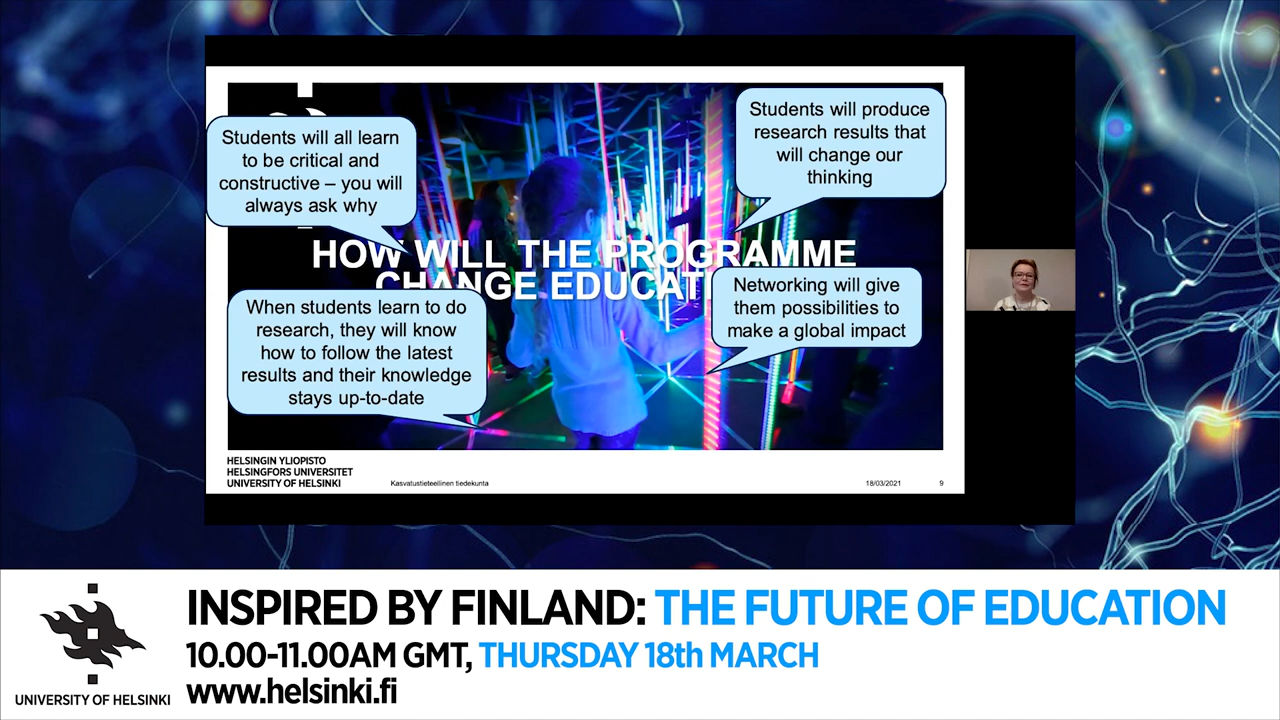 Students will all learn
to be critical and
constructive – you will
always ask why
Students will produce
research results that
will change our
thinking
HOW WILL THE PROGRAMME
CHANGE EDUCATI
When students learn to do
research, they will know
how to follow the latest
results and their knowledge
stays up-to-date
Networking will give
them possibilities to
make a global impact
HELSINGIN YLIOPISTO
HELSINGFORS UNIVERSITET
UNIVERSITY OF HELSINKI
Kasvatustieteellinen tiedekunta
18/03/2021
9
INSPIRED BY FINLAND: THE FUTURE OF EDUCATION
10.00-11.00AM GMT, THURSDAY 18th MARCH
www.helsinki.fi
UNIVERSITY OF HELSINKI